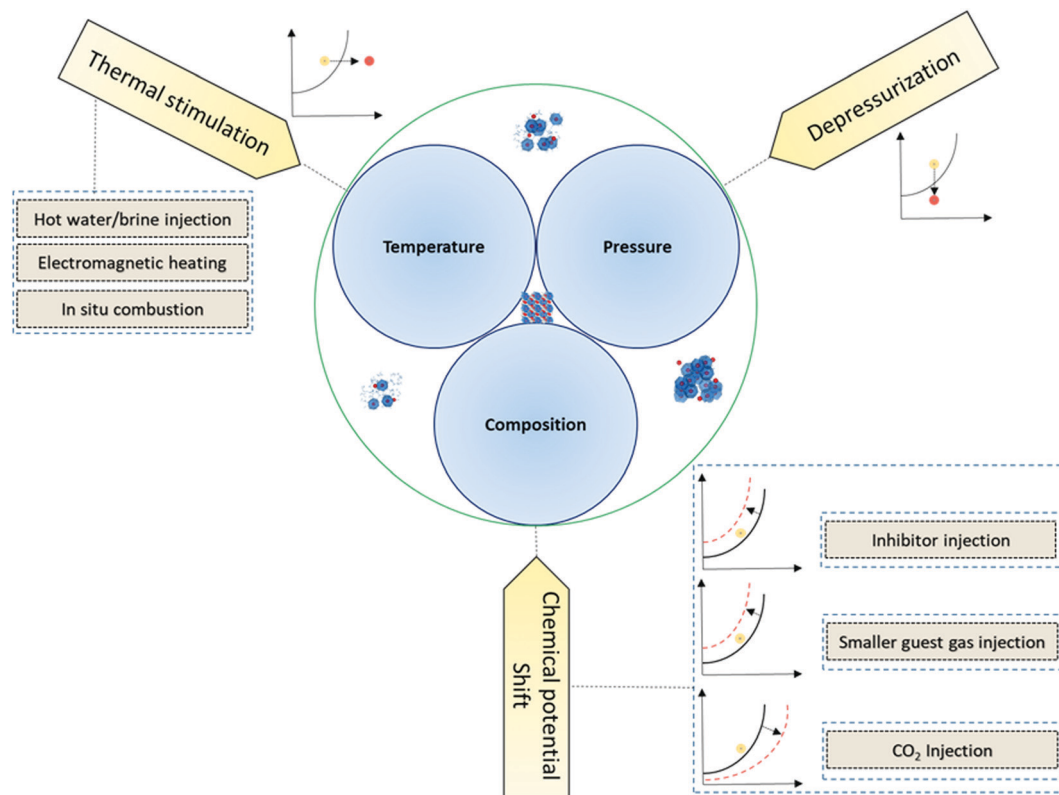 Thermal stimulation
Depressurization
Hot water/brine injection
Electromagnetic heating
In situ combustion
Temperature
Pressure
Composition
Chemical potential
Shift
Inhibitor injection
Smaller guest gas injection
CO₂ Injection